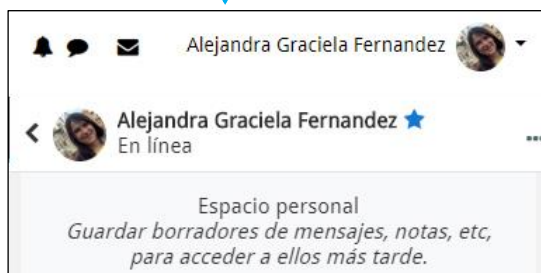 Alejandra Graciela Fernandez
Alejandra Graciela Fernandez
En línea
Espacio personal
Guardar borradores de mensajes, notas, etc,
para acceder a ellos más tarde.